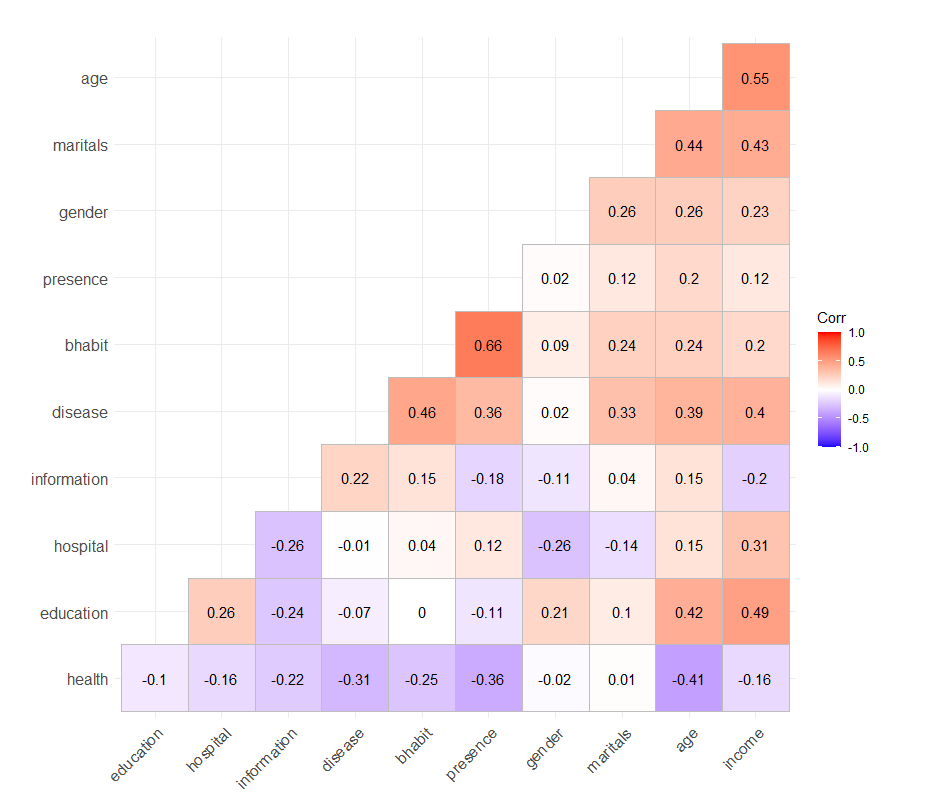 age 0.55
maritals 0.44 0.43
gender 0.26 0.26 0.23
presence 0.02 0.12 0.2 0.12
bhabit 0.66 0.09 0.24 0.24 0.2
disease 0.46 0.36 0.02 0.33 0.39 0.4
information 0.22 0.15 -0.18 -0.11 0.04 0.15 -0.2
hospital -0.26 -0.01 0.04 0.12 -0.26 -0.14 0.15 0.31
education 0.26 -0.24 -0.07 0 -0.11 0.21 0.1 0.42 0.49
health -0.1 -0.16 -0.22 -0.31 -0.25 -0.36 -0.02 0.01 -0.41 -0.16
education hospital information disease bhabit presence gender maritals age income
Corr
1.0
0.5
0.0
-0.5
-1.0